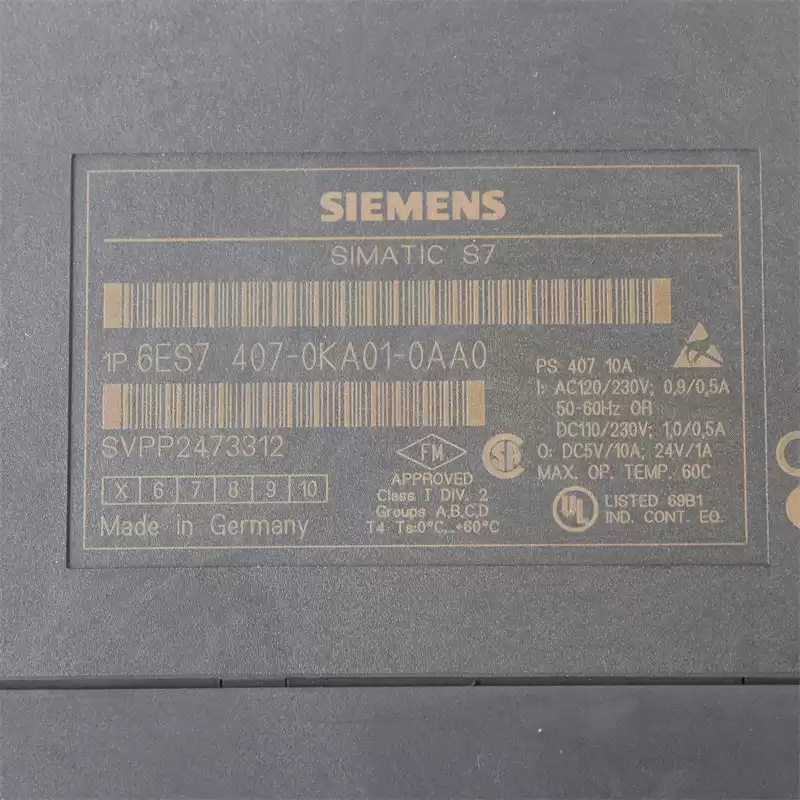 SIEMENS
SIMATIC S7
1P 6ES7 407-0KA01-0AA0
SVPP2473312
X 6 7 8 9 10
Made in Germany
FM
APPROVED
Class I DIV. 2
Groups A,B,C,D
T4 Ta:0°C...+60°C
PS 407 10A
I: AC120/230V; 0,9/0,5A
50-60Hz OR
DC110/230V; 1,0/0,5A
O: DC5V/10A; 24V/1A
MAX. OP. TEMP. 60C
UL LISTED 69B1
IND. CONT. EQ.